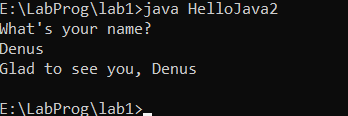 E:\LabProg\lab1>java HelloJava2
What's your name?
Denus
Glad to see you, Denus
E:\LabProg\lab1>